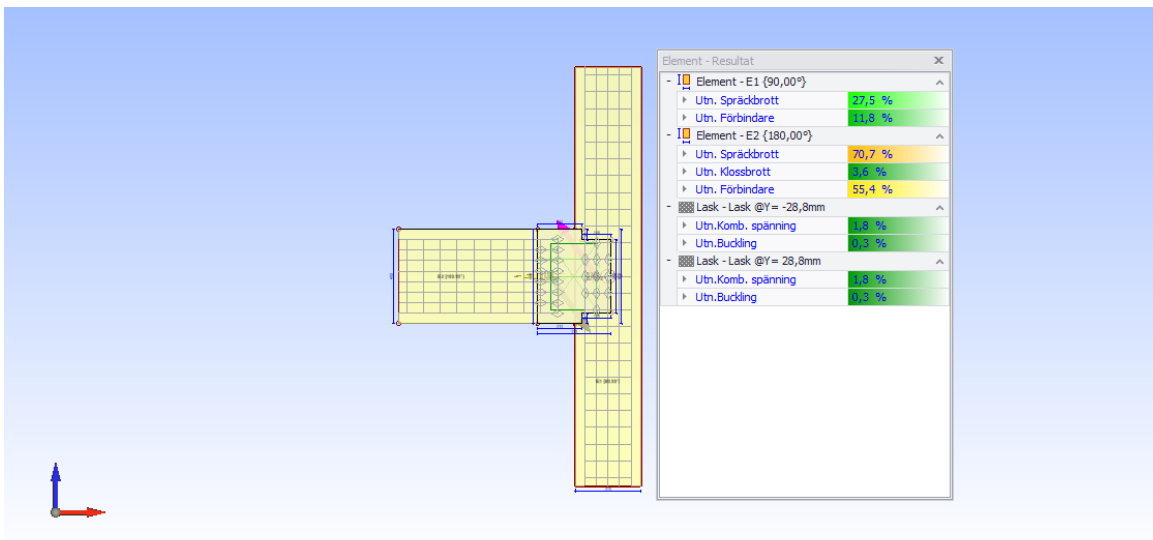 Element - Resultat
Element - E1 {90,00°}
Utn. Spräckbrott 27,5 %
Utn. Förbindare 11,8 %
Element - E2 {180,00°}
Utn. Spräckbrott 70,7 %
Utn. Klossbrott 3,6 %
Utn. Förbindare 55,4 %
Lask - Lask @Y= -28,8mm
Utn.Komb. spänning 1,8 %
Utn.Buckling 0,3 %
Lask - Lask @Y= 28,8mm
Utn.Komb. spänning 1,8 %
Utn.Buckling 0,3 %